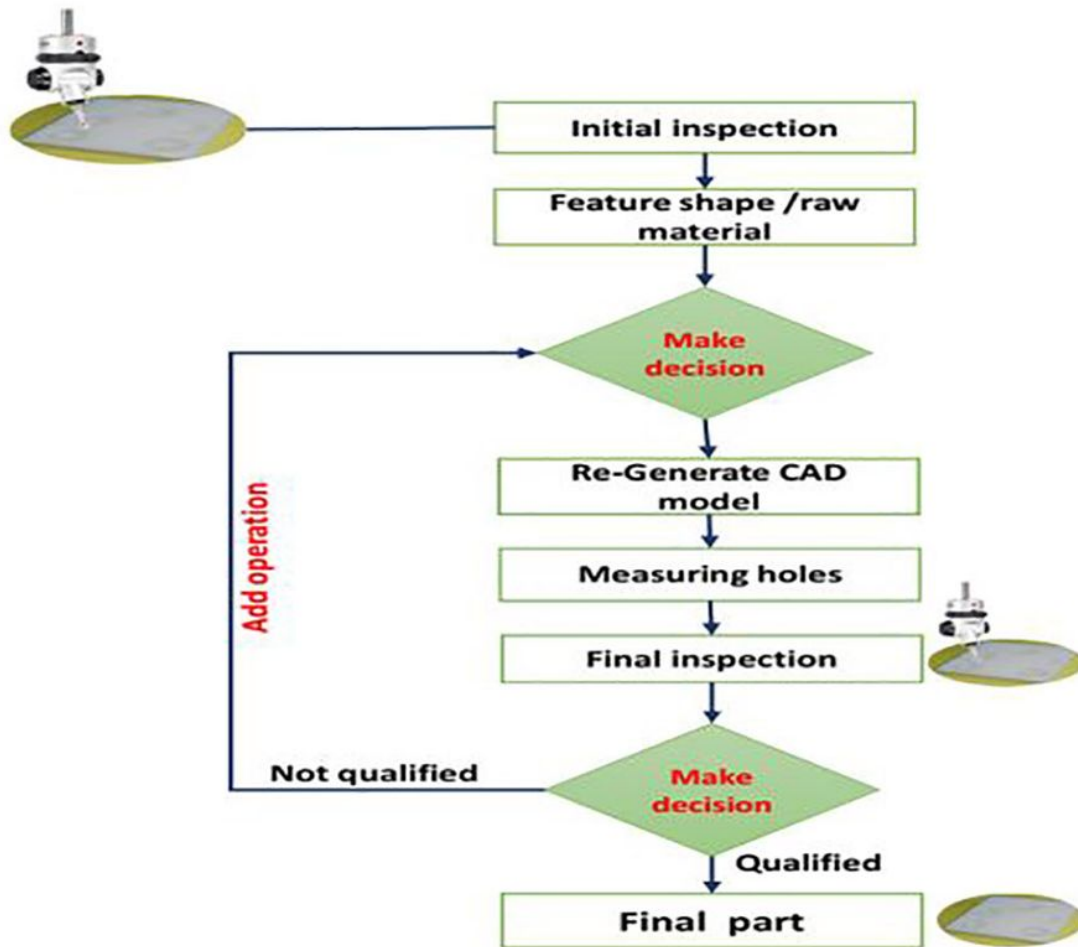 Initial inspection
Feature shape /raw
material
Make
decision
Re-Generate CAD
model
Measuring holes
Final inspection
Add operation
Not qualified
Make
decision
Qualified
Final part